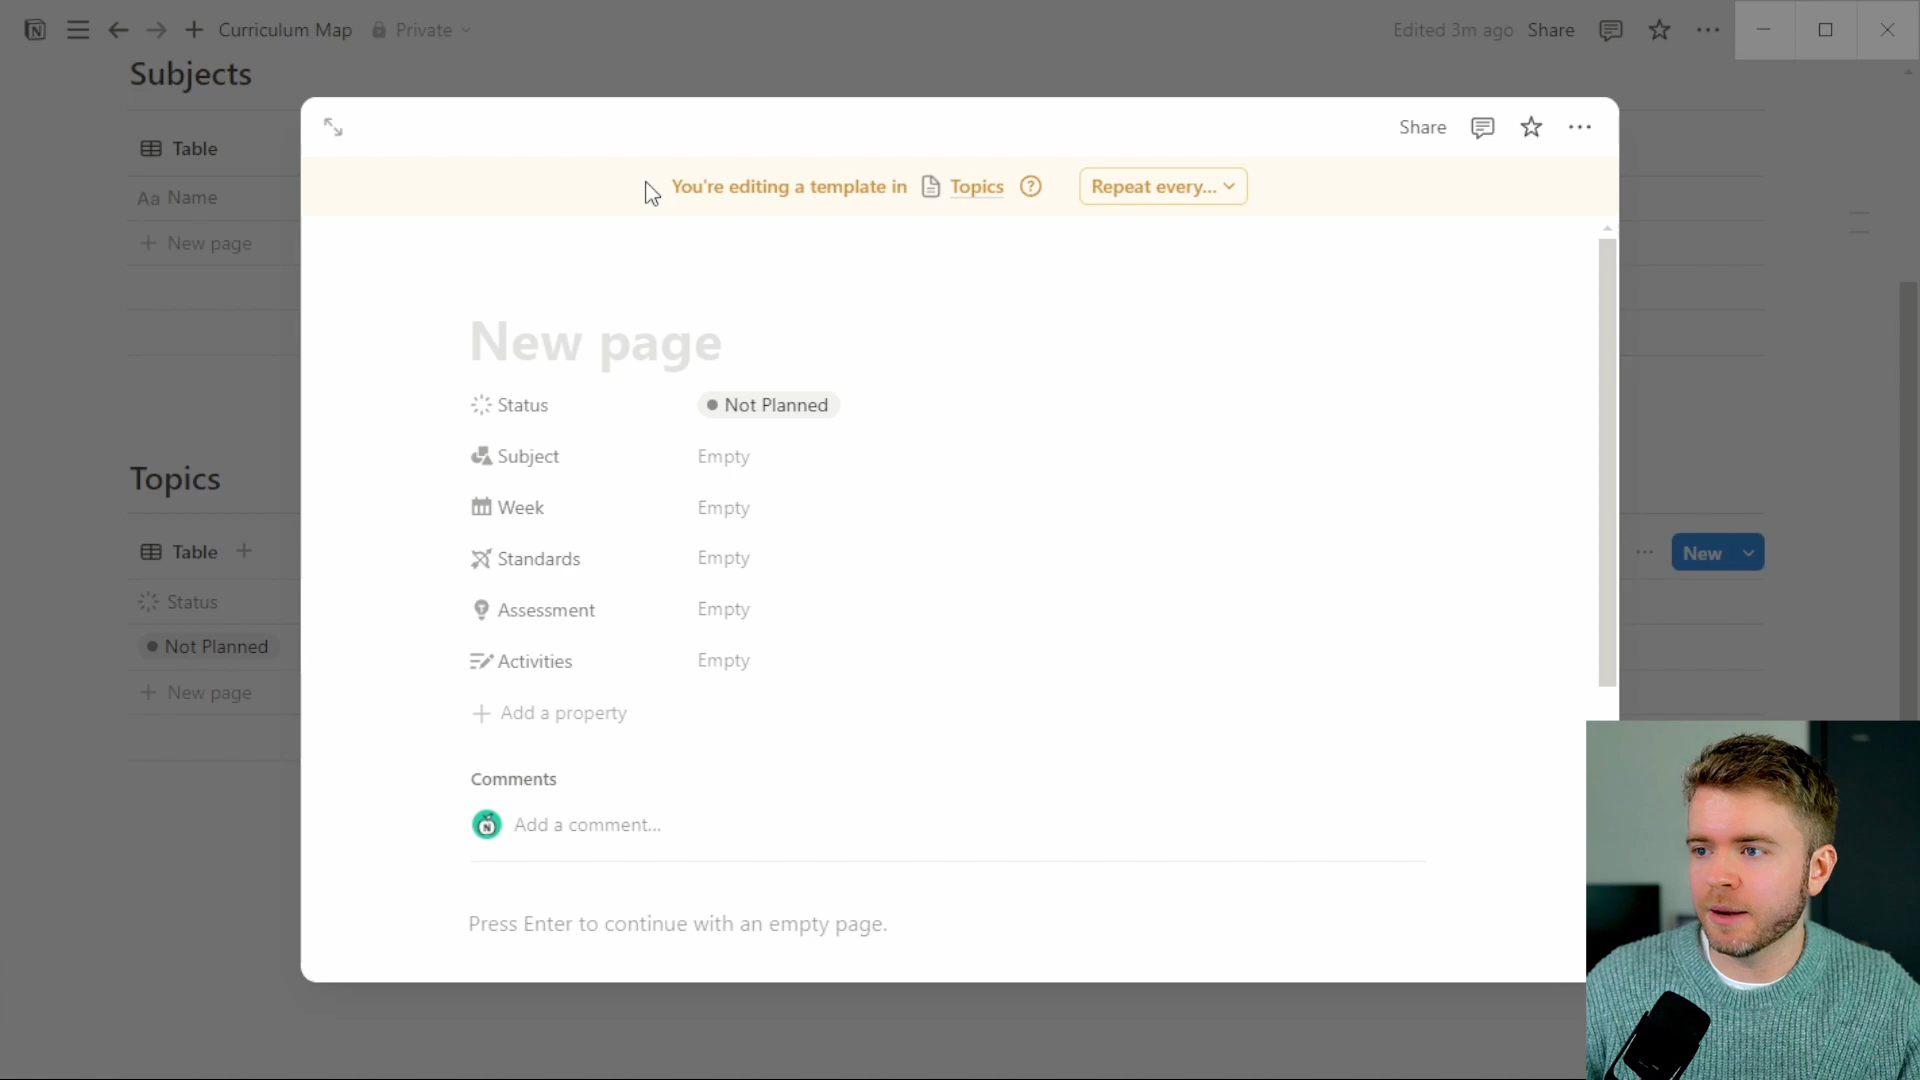 Curriculum Map Private Edited 3m ago Share
Subjects
Share
Table
You're editing a template in Topics ? Repeat every...
Aa Name
New page
New page
Status Not Planned
Subject Empty
Topics
Week Empty
Table New
Standards Empty
Status
Assessment Empty
Not Planned
Activities Empty
New page
Add a property
Comments
Add a comment...
Press Enter to continue with an empty page.